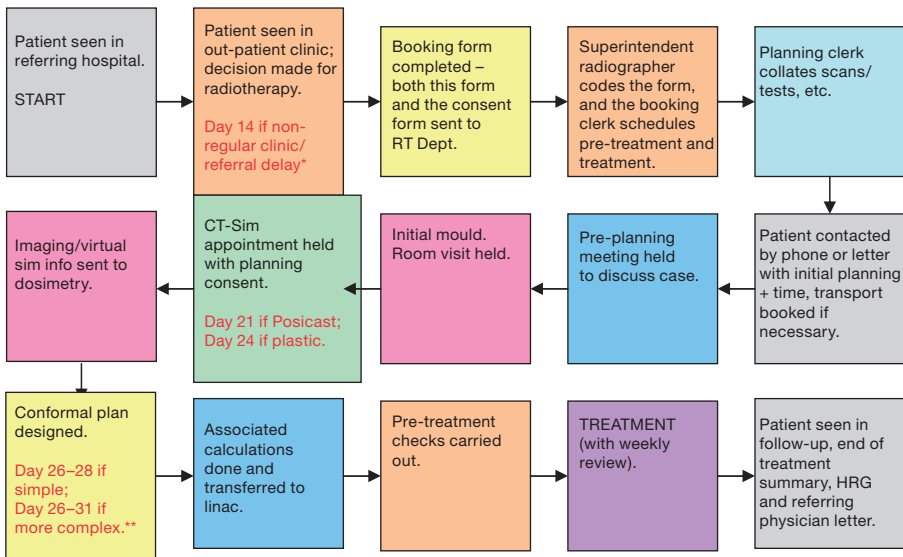 Patient seen in
referring hospital.
START
Patient seen in
out-patient clinic;
decision made for
radiotherapy.
Day 14 if non-
regular clinic/
referral delay*
Booking form
completed –
both this form
and the consent
form sent to
RT Dept.
Superintendent
radiographer
codes the form,
and the booking
clerk schedules
pre-treatment and
treatment.
Planning clerk
collates scans/
tests, etc.
Patient contacted
by phone or letter
with initial planning
+ time, transport
booked if
necessary.
Pre-planning
meeting held
to discuss case.
Initial mould.
Room visit held.
CT-Sim
appointment held
with planning
consent.
Day 21 if Posicast;
Day 24 if plastic.
Imaging/virtual
sim info sent to
dosimetry.
Conformal plan
designed.
Day 26–28 if
simple;
Day 26–31 if
more complex.**
Associated
calculations
done and
transferred to
linac.
Pre-treatment
checks carried
out.
TREATMENT
(with weekly
review).
Patient seen in
follow-up, end of
treatment
summary, HRG
and referring
physician letter.